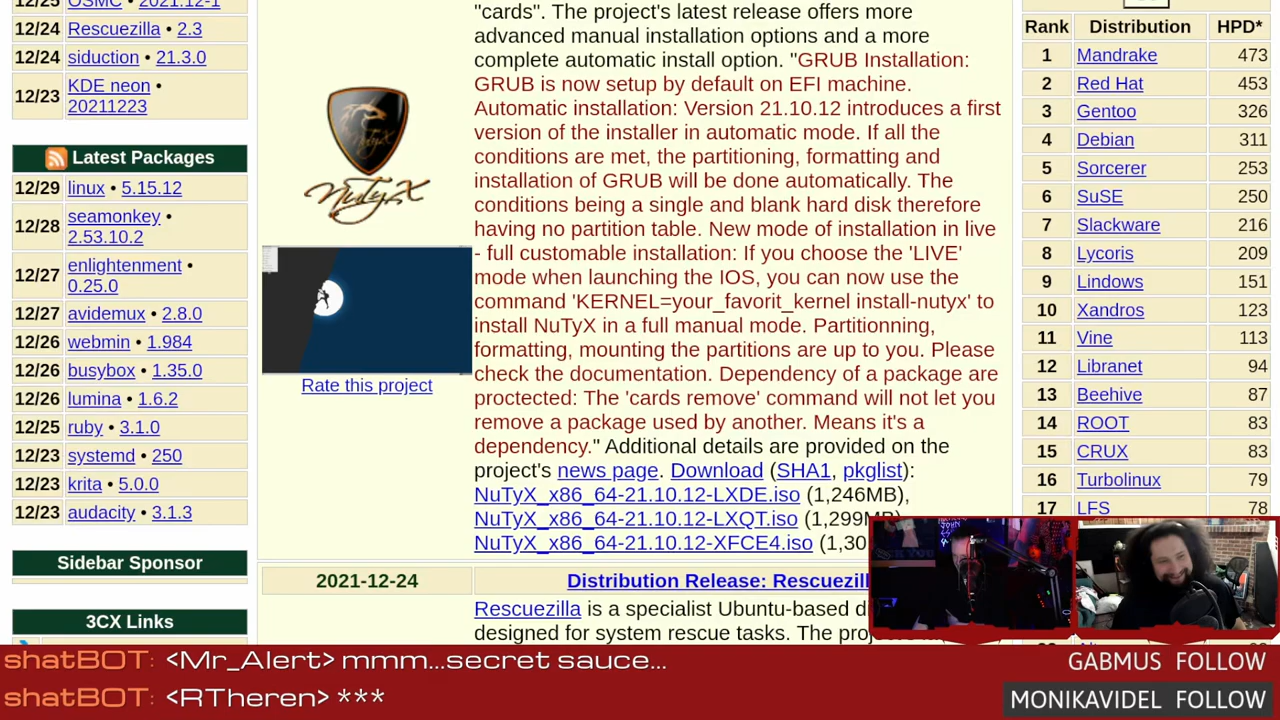 12/25 OSMC • 2021.12-1
12/24 Rescuezilla • 2.3
12/24 siduction • 21.3.0
12/23 KDE neon •
20211223
Latest Packages
12/29 linux • 5.15.12
12/28 seamonkey •
2.53.10.2
12/27 enlightenment •
0.25.0
12/27 avidemux • 2.8.0
12/26 webmin • 1.984
12/26 busybox • 1.35.0
12/26 lumina • 1.6.2
12/25 ruby • 3.1.0
12/23 systemd • 250
12/23 krita • 5.0.0
12/23 audacity • 3.1.3
Sidebar Sponsor
3CX Links
NuTyX
Rate this project
"cards". The project's latest release offers more
advanced manual installation options and a more
complete automatic install option. "GRUB Installation:
GRUB is now setup by default on EFI machine.
Automatic installation: Version 21.10.12 introduces a first
version of the installer in automatic mode. If all the
conditions are met, the partitioning, formatting and
installation of GRUB will be done automatically. The
conditions being a single and blank hard disk therefore
having no partition table. New mode of installation in live
- full customable installation: If you choose the 'LIVE'
mode when launching the IOS, you can now use the
command 'KERNEL=your_favorit_kernel install-nutyx' to
install NuTyX in a full manual mode. Partitionning,
formatting, mounting the partitions are up to you. Please
check the documentation. Dependency of a package are
proctected: The 'cards remove' command will not let you
remove a package used by another. Means it's a
dependency." Additional details are provided on the
project's news page. Download (SHA1, pkglist):
NuTyX_x86_64-21.10.12-LXDE.iso (1,246MB),
NuTyX_x86_64-21.10.12-LXQT.iso (1,299MB),
NuTyX_x86_64-21.10.12-XFCE4.iso (1,30
2021-12-24
Distribution Release: Rescuezill
Rescuezilla is a specialist Ubuntu-based d
designed for system rescue tasks. The proj
Rank Distribution HPD*
1 Mandrake 473
2 Red Hat 453
3 Gentoo 326
4 Debian 311
5 Sorcerer 253
6 SuSE 250
7 Slackware 216
8 Lycoris 209
9 Lindows 151
10 Xandros 123
11 Vine 113
12 Libranet 94
13 Beehive 87
14 ROOT 83
15 CRUX 83
16 Turbolinux 79
17 LFS 78
shatBOT: <Mr_Alert> mmm...secret sauce...
shatBOT: <RTheren> ***
GABMUS FOLLOW
MONIKAVIDEL FOLLOW